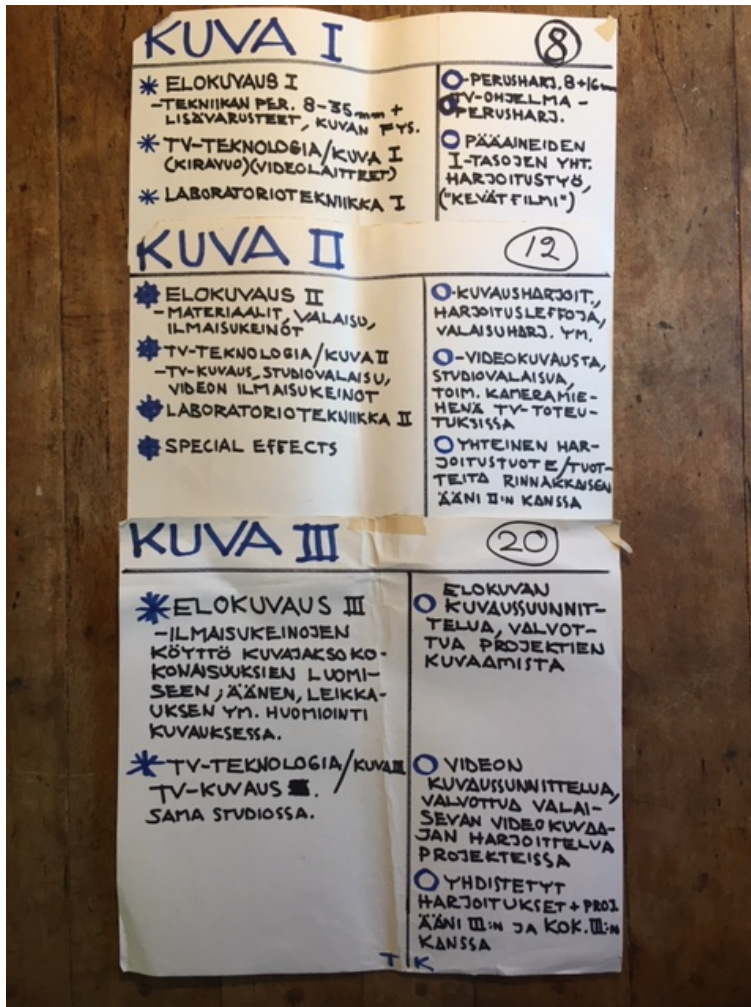 KUVA I 8
* ELOKUVAUS I
-TEKNIIKAN PER. 8-35mm +
LISÄVARUSTEET, KUVAN FYS.
* TV-TEKNOLOGIA/KUVA I
(KIRAVUO)(VIDEOLAITTEET)
* LABORATORIOTEKNIIKKA I
O-PERUSHARJ. 8+16mm
TV-OHJELMA-
PERUSHARJ.
O PÄÄAINEIDEN
I-TASOJEN YHT.
HARJOITUSTYÖ,
("KEVÄTFILMI")
KUVA II 12
* ELOKUVAUS II
-MATERIAALIT, VALAISU,
ILMAISUKEINOT
* TV-TEKNOLOGIA/KUVA II
-TV-KUVAUS, STUDIOVALAISU,
VIDEON ILMAISUKEINOT
* LABORATORIOTEKNIIKKA II
* SPECIAL EFFECTS
O-KUVAUSHARJOIT.,
HARJOITUSLEFFOJA,
VALAISUHARJ. YM.
O-VIDEOKUVAUSTA,
STUDIOVALAISUA,
TOIM. KAMERAMIE-
HENÄ TV-TOTEU-
TUKSISSA
O YHTEINEN HAR-
JOITUSTUOTE/TUOT-
TEITA RINNAKKAISEN
ÄÄNI II:N KANSSA
KUVA III 20
* ELOKUVAUS III
-ILMAISUKEINOJEN
KÖYTTÖ KUVAJAKSOKO-
KONAISUUKSIEN LUOMI-
SEEN; ÄÄNEN, LEIKKA-
UKSEN YM. HUOMIOINTI
KUVAUKSESSA.
* TV-TEKNOLOGIA/KUVA III
TV-KUVAUS.
SAMA STUDIOSSA.
O ELOKUVAN
KUVAUSSUUNNIT-
TELUA, VALVOT-
TUA PROJEKTIEN
KUVAAMISTA
O VIDEON
KUVAUSSUNNITTELUA,
VALVOTTUA VALAI-
SEVAN VIDEOKUVAA-
JAN HARJOITTELUA
PROJEKTEISSA
O YHDISTETYT
HARJOITUKSET + PROJ.
ÄÄNI III:N JA KOK. III:N
KANSSA
T K